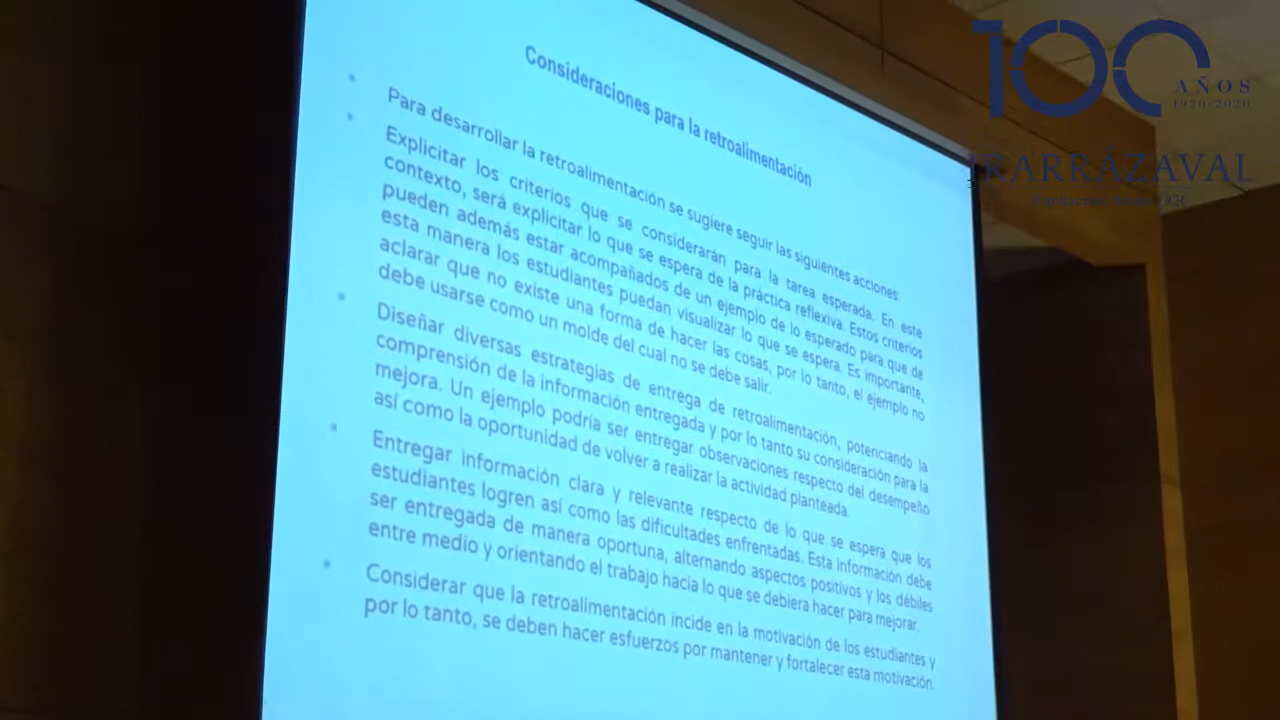 Consideraciones para la retroalimentación
• Para desarrollar la retroalimentación se sugiere seguir las siguientes acciones:
• Explicitar los criterios que se considerarán para la tarea esperada. En este
contexto, será explicitar lo que se espera de la práctica reflexiva. Estos criterios
pueden además estar acompañados de un ejemplo de lo esperado para que de
esta manera los estudiantes puedan visualizar lo que se espera. Es importante,
aclarar que no existe una forma de hacer las cosas, por lo tanto, el ejemplo no
debe usarse como un molde del cual no se debe salir.
• Diseñar diversas estrategias de entrega de retroalimentación, potenciando la
comprensión de la información entregada y por lo tanto su consideración para la
mejora. Un ejemplo podría ser entregar observaciones respecto del desempeño
así como la oportunidad de volver a realizar la actividad planteada.
• Entregar información clara y relevante respecto de lo que se espera que los
estudiantes logren así como las dificultades enfrentadas. Esta información debe
ser entregada de manera oportuna, alternando aspectos positivos y los débiles
entre medio y orientando el trabajo hacia lo que se debiera hacer para mejorar.
• Considerar que la retroalimentación incide en la motivación de los estudiantes y
por lo tanto, se deben hacer esfuerzos por mantener y fortalecer esta motivación.
100
AÑOS
1920-2020
IRARRÁZAVAL